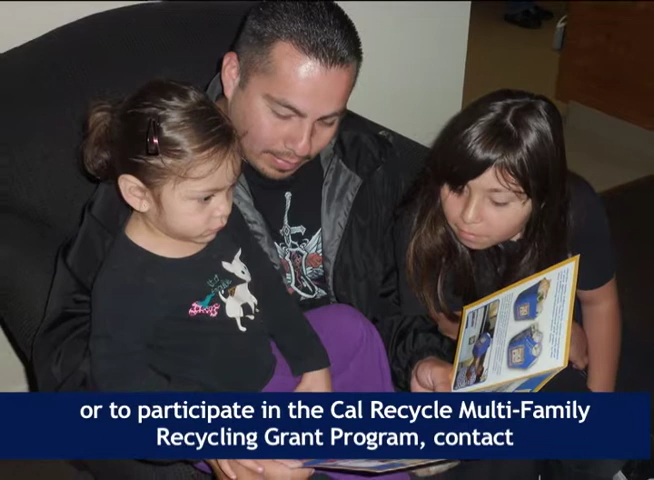 or to participate in the Cal Recycle Multi-Family
Recycling Grant Program, contact